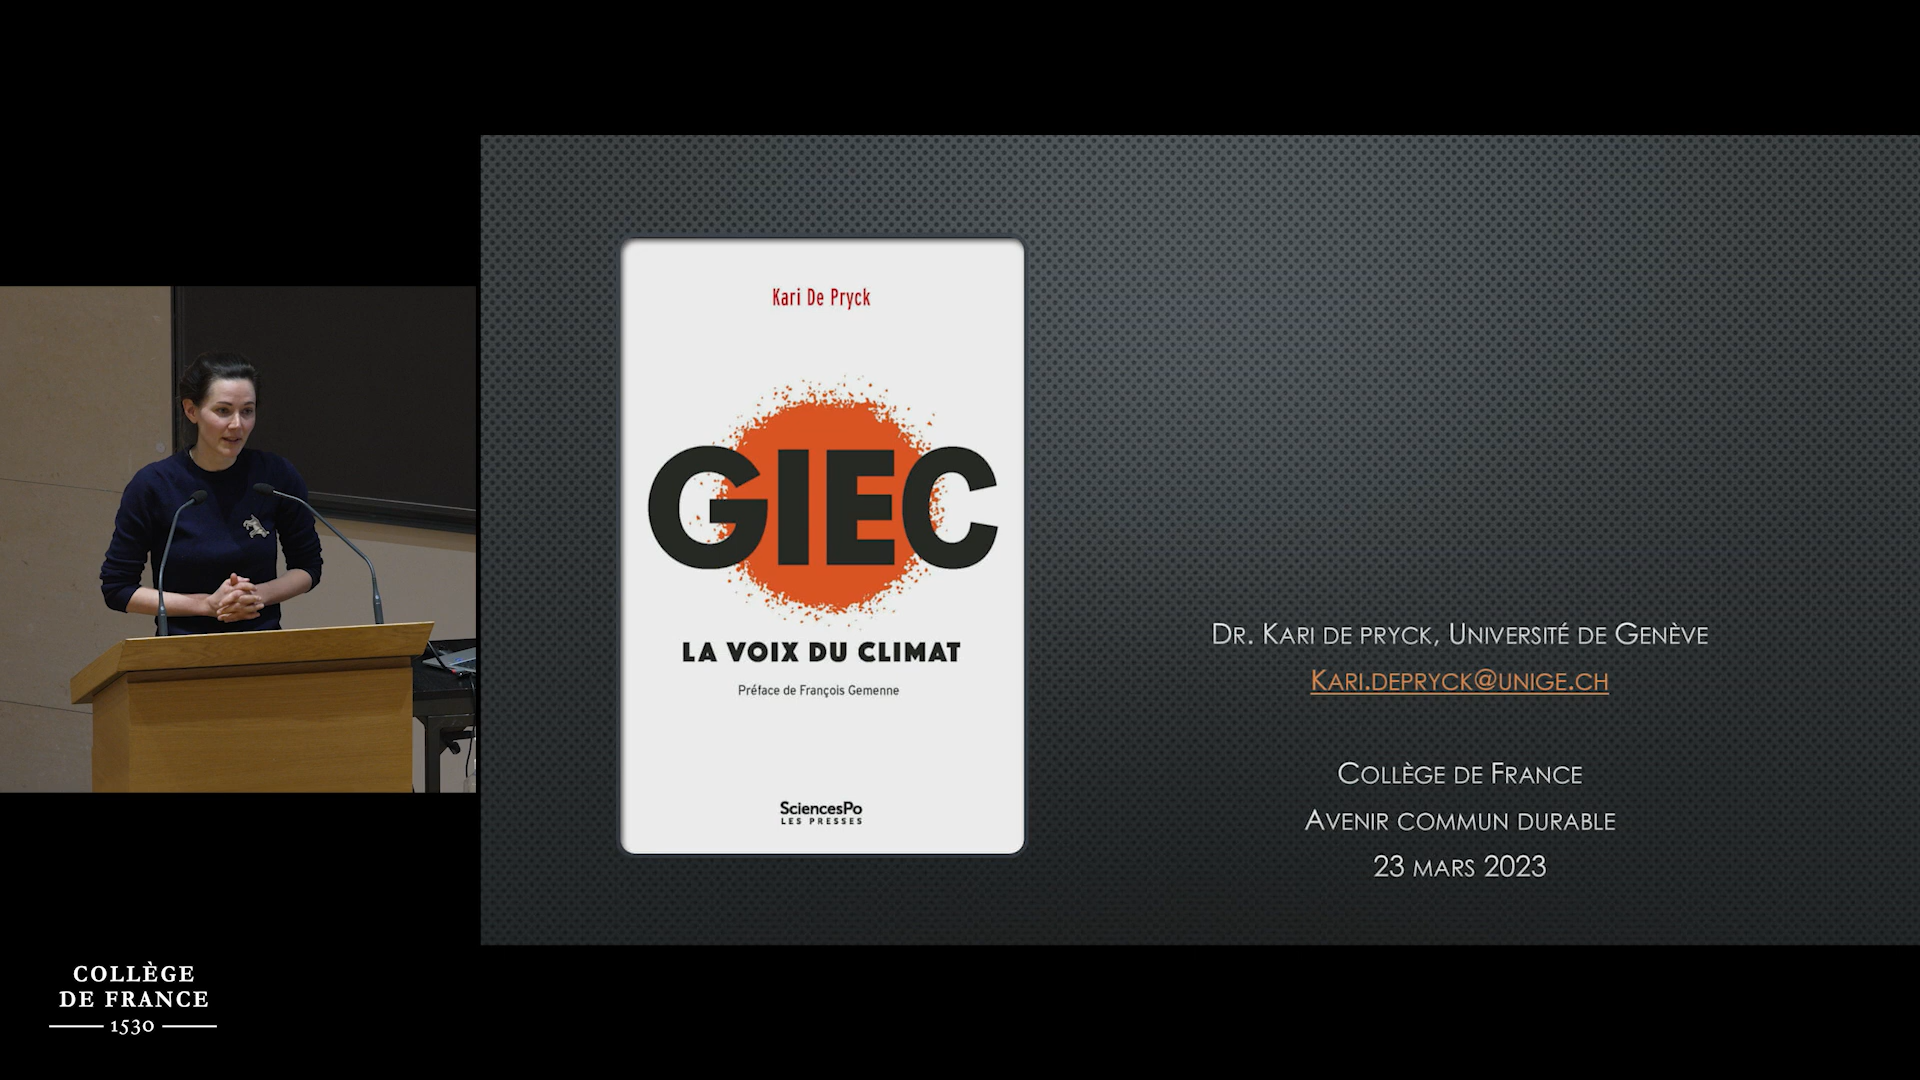 Kari De Pryck
GIEC
LA VOIX DU CLIMAT
Préface de François Gemenne
SciencesPo
LES PRESSES
DR. KARI DE PRYCK, UNIVERSITÉ DE GENÈVE
KARI.DEPRYCK@UNIGE.CH
COLLÈGE DE FRANCE
AVENIR COMMUN DURABLE
23 MARS 2023
COLLÈGE
DE FRANCE
1530